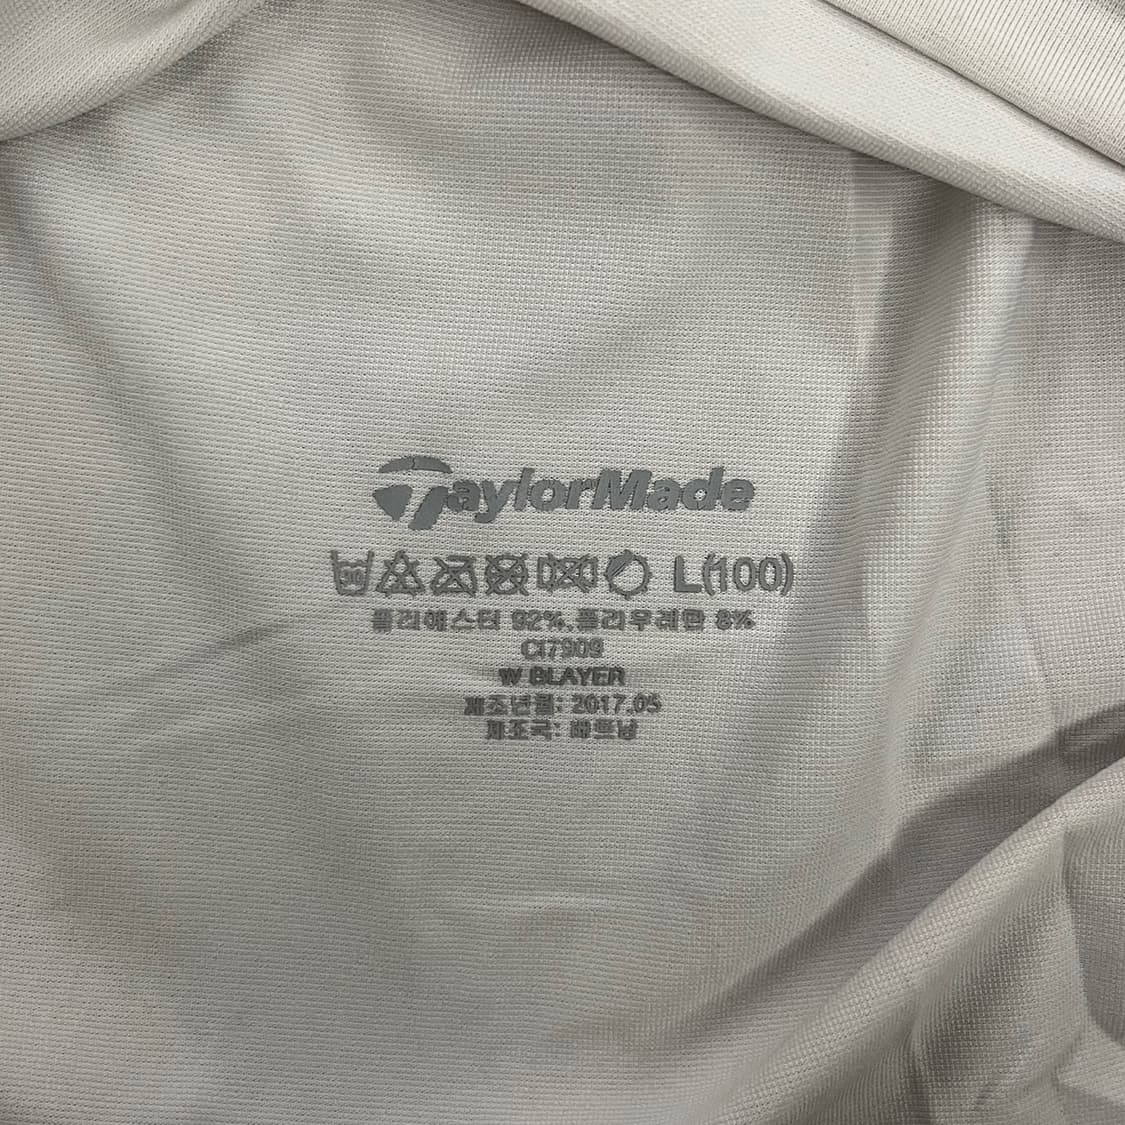 TaylorMade
30 L(100)
폴리에스터 92%, 폴리우레탄 8%
CI7909
W BLAYER
제조년월: 2017.05
제조국: 베트남